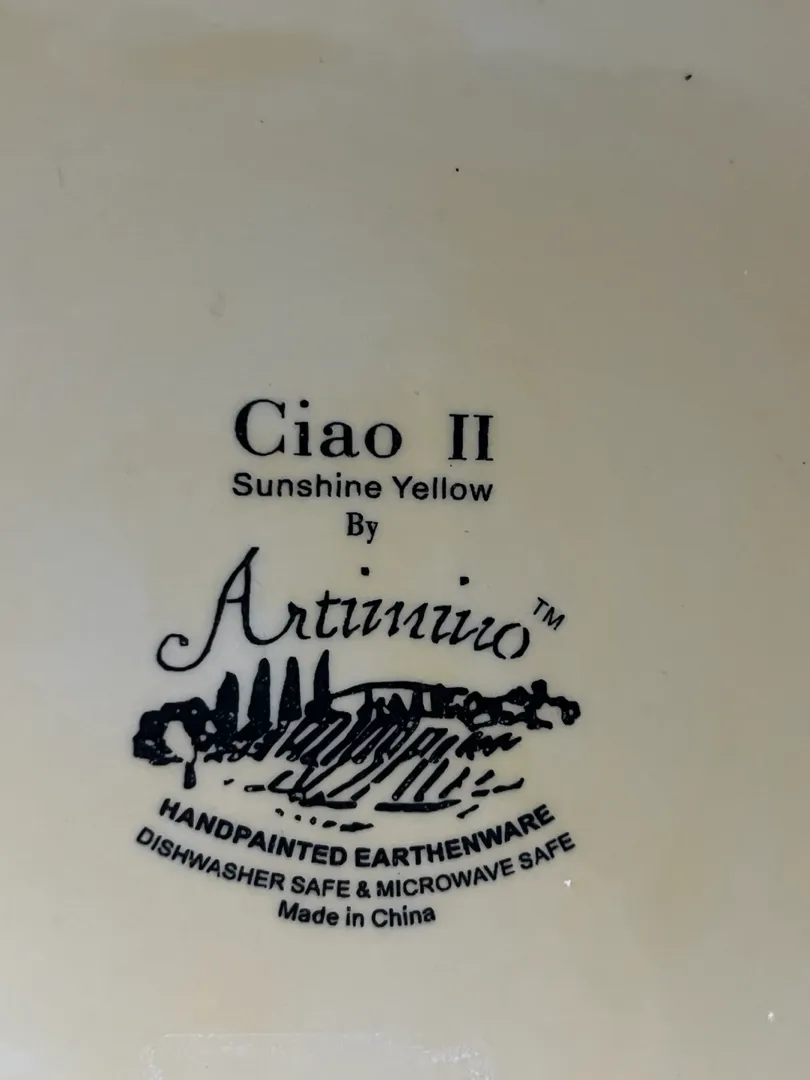 Ciao II
Sunshine Yellow
By
Artimino™
HANDPAINTED EARTHENWARE
DISHWASHER SAFE & MICROWAVE SAFE
Made in China